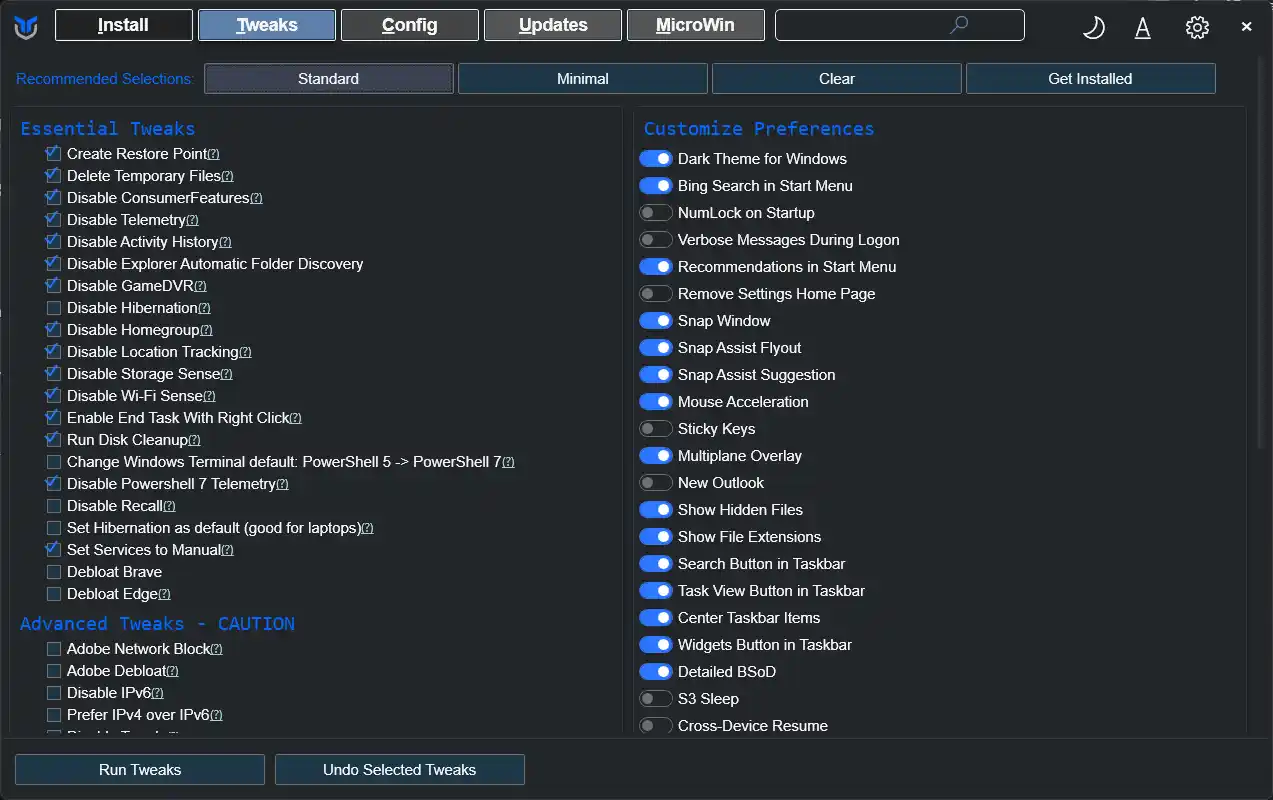 Install Tweaks Config Updates MicroWin
Recommended Selections: Standard Minimal Clear Get Installed
Essential Tweaks
Create Restore Point(?)
Delete Temporary Files(?)
Disable ConsumerFeatures(?)
Disable Telemetry(?)
Disable Activity History(?)
Disable Explorer Automatic Folder Discovery
Disable GameDVR(?)
Disable Hibernation(?)
Disable Homegroup(?)
Disable Location Tracking(?)
Disable Storage Sense(?)
Disable Wi-Fi Sense(?)
Enable End Task With Right Click(?)
Run Disk Cleanup(?)
Change Windows Terminal default: PowerShell 5 -> PowerShell 7(?)
Disable Powershell 7 Telemetry(?)
Disable Recall(?)
Set Hibernation as default (good for laptops)(?)
Set Services to Manual(?)
Debloat Brave
Debloat Edge(?)
Advanced Tweaks - CAUTION
Adobe Network Block(?)
Adobe Debloat(?)
Disable IPv6(?)
Prefer IPv4 over IPv6(?)
Customize Preferences
Dark Theme for Windows
Bing Search in Start Menu
NumLock on Startup
Verbose Messages During Logon
Recommendations in Start Menu
Remove Settings Home Page
Snap Window
Snap Assist Flyout
Snap Assist Suggestion
Mouse Acceleration
Sticky Keys
Multiplane Overlay
New Outlook
Show Hidden Files
Show File Extensions
Search Button in Taskbar
Task View Button in Taskbar
Center Taskbar Items
Widgets Button in Taskbar
Detailed BSoD
S3 Sleep
Cross-Device Resume
Run Tweaks Undo Selected Tweaks